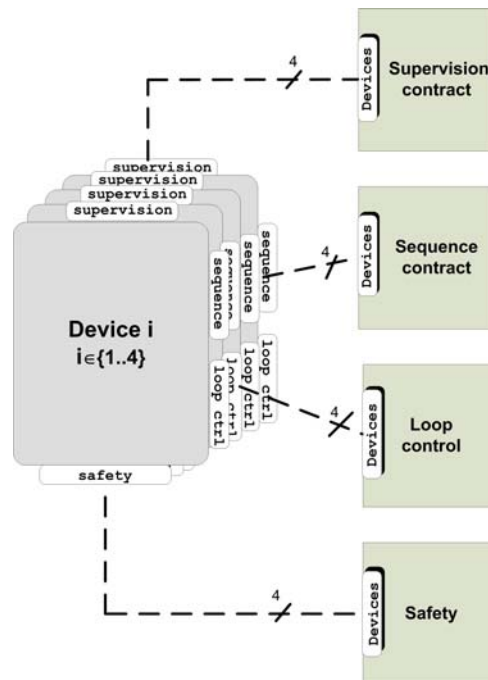 4
Devices
Supervision
contract
supervision
supervision
supervision
supervision
sequence
sequence
sequence
sequence
4
Devices
Sequence
contract
Device i
i∈{1..4}
loop ctrl
loop ctrl
loop ctrl
loop ctrl
4
Devices
Loop
control
safety
4
Devices
Safety